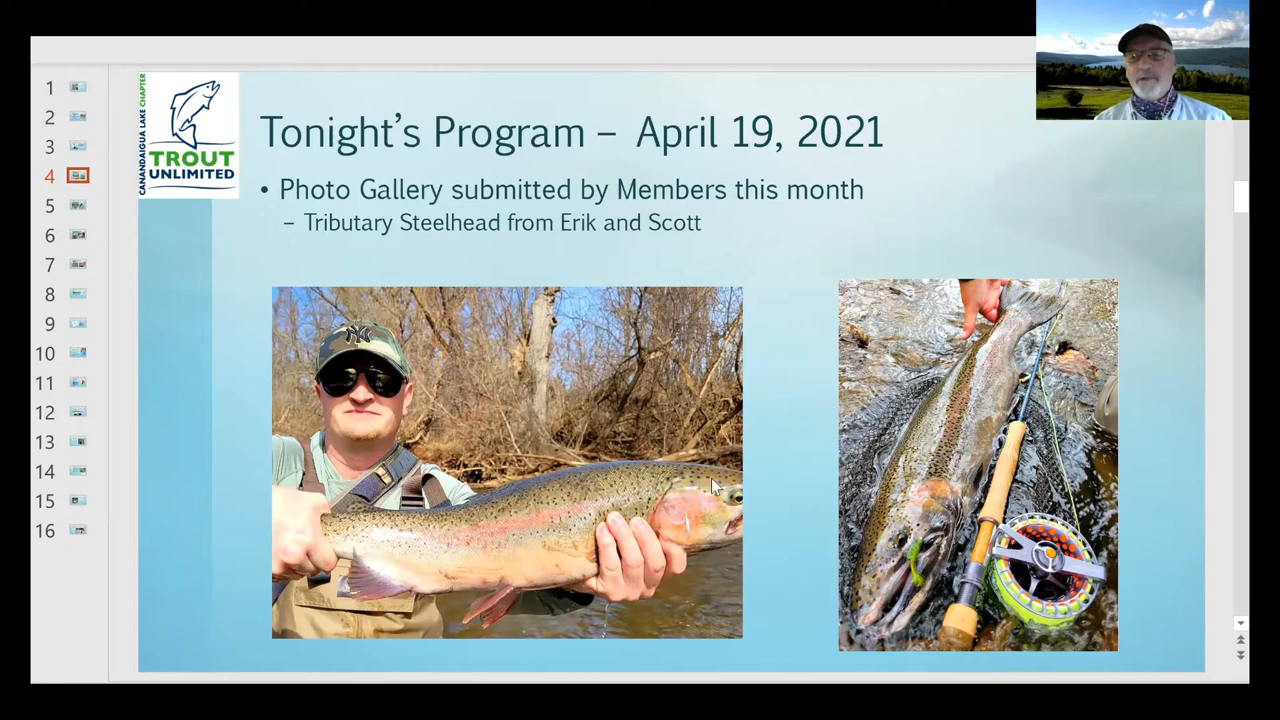 1
2
3
4
5
6
7
8
9
10
11
12
13
14
15
16
CANANDAIGUA LAKE CHAPTER
TROUT
UNLIMITED
Tonight's Program – April 19, 2021
• Photo Gallery submitted by Members this month
– Tributary Steelhead from Erik and Scott
NY